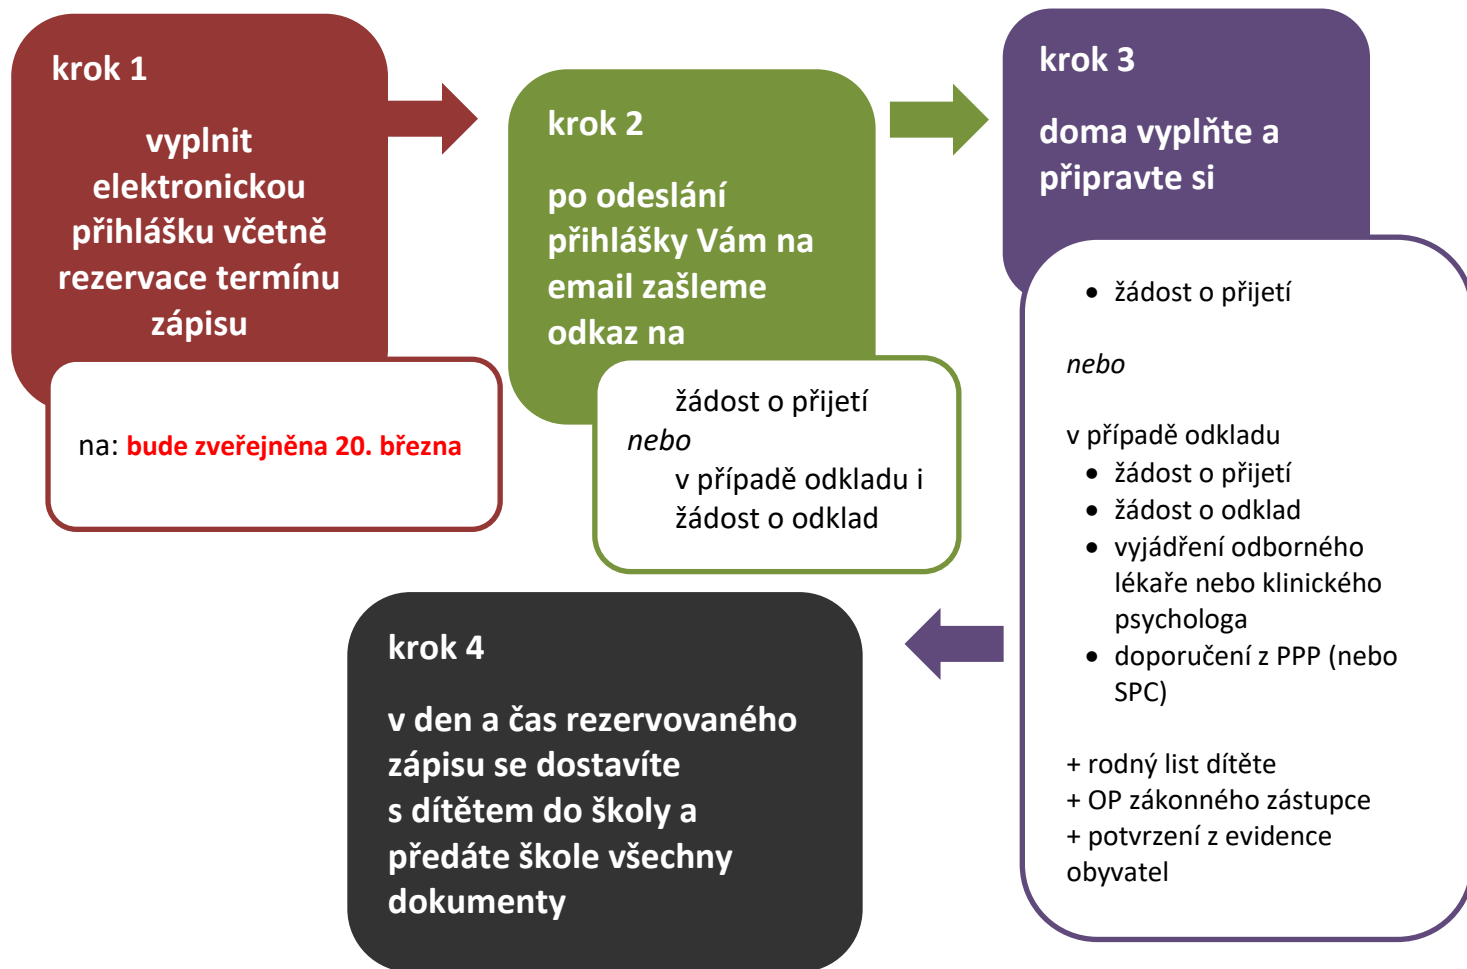 krok 1
vyplnit
elektronickou
přihlášku včetně
rezervace termínu
zápisu
na: bude zveřejněna 20. března
krok 2
po odeslání
přihlášky Vám na
email zašleme
odkaz na
žádost o přijetí
nebo
v případě odkladu i
žádost o odklad
krok 3
doma vyplňte a
připravte si
• žádost o přijetí
nebo
v případě odkladu
• žádost o přijetí
• žádost o odklad
• vyjádření odborného
lékaře nebo klinického
psychologa
• doporučení z PPP (nebo
SPC)
+ rodný list dítěte
+ OP zákonného zástupce
+ potvrzení z evidence
obyvatel
krok 4
v den a čas rezervovaného
zápisu se dostavíte
s dítětem do školy a
předáte škole všechny
dokumenty